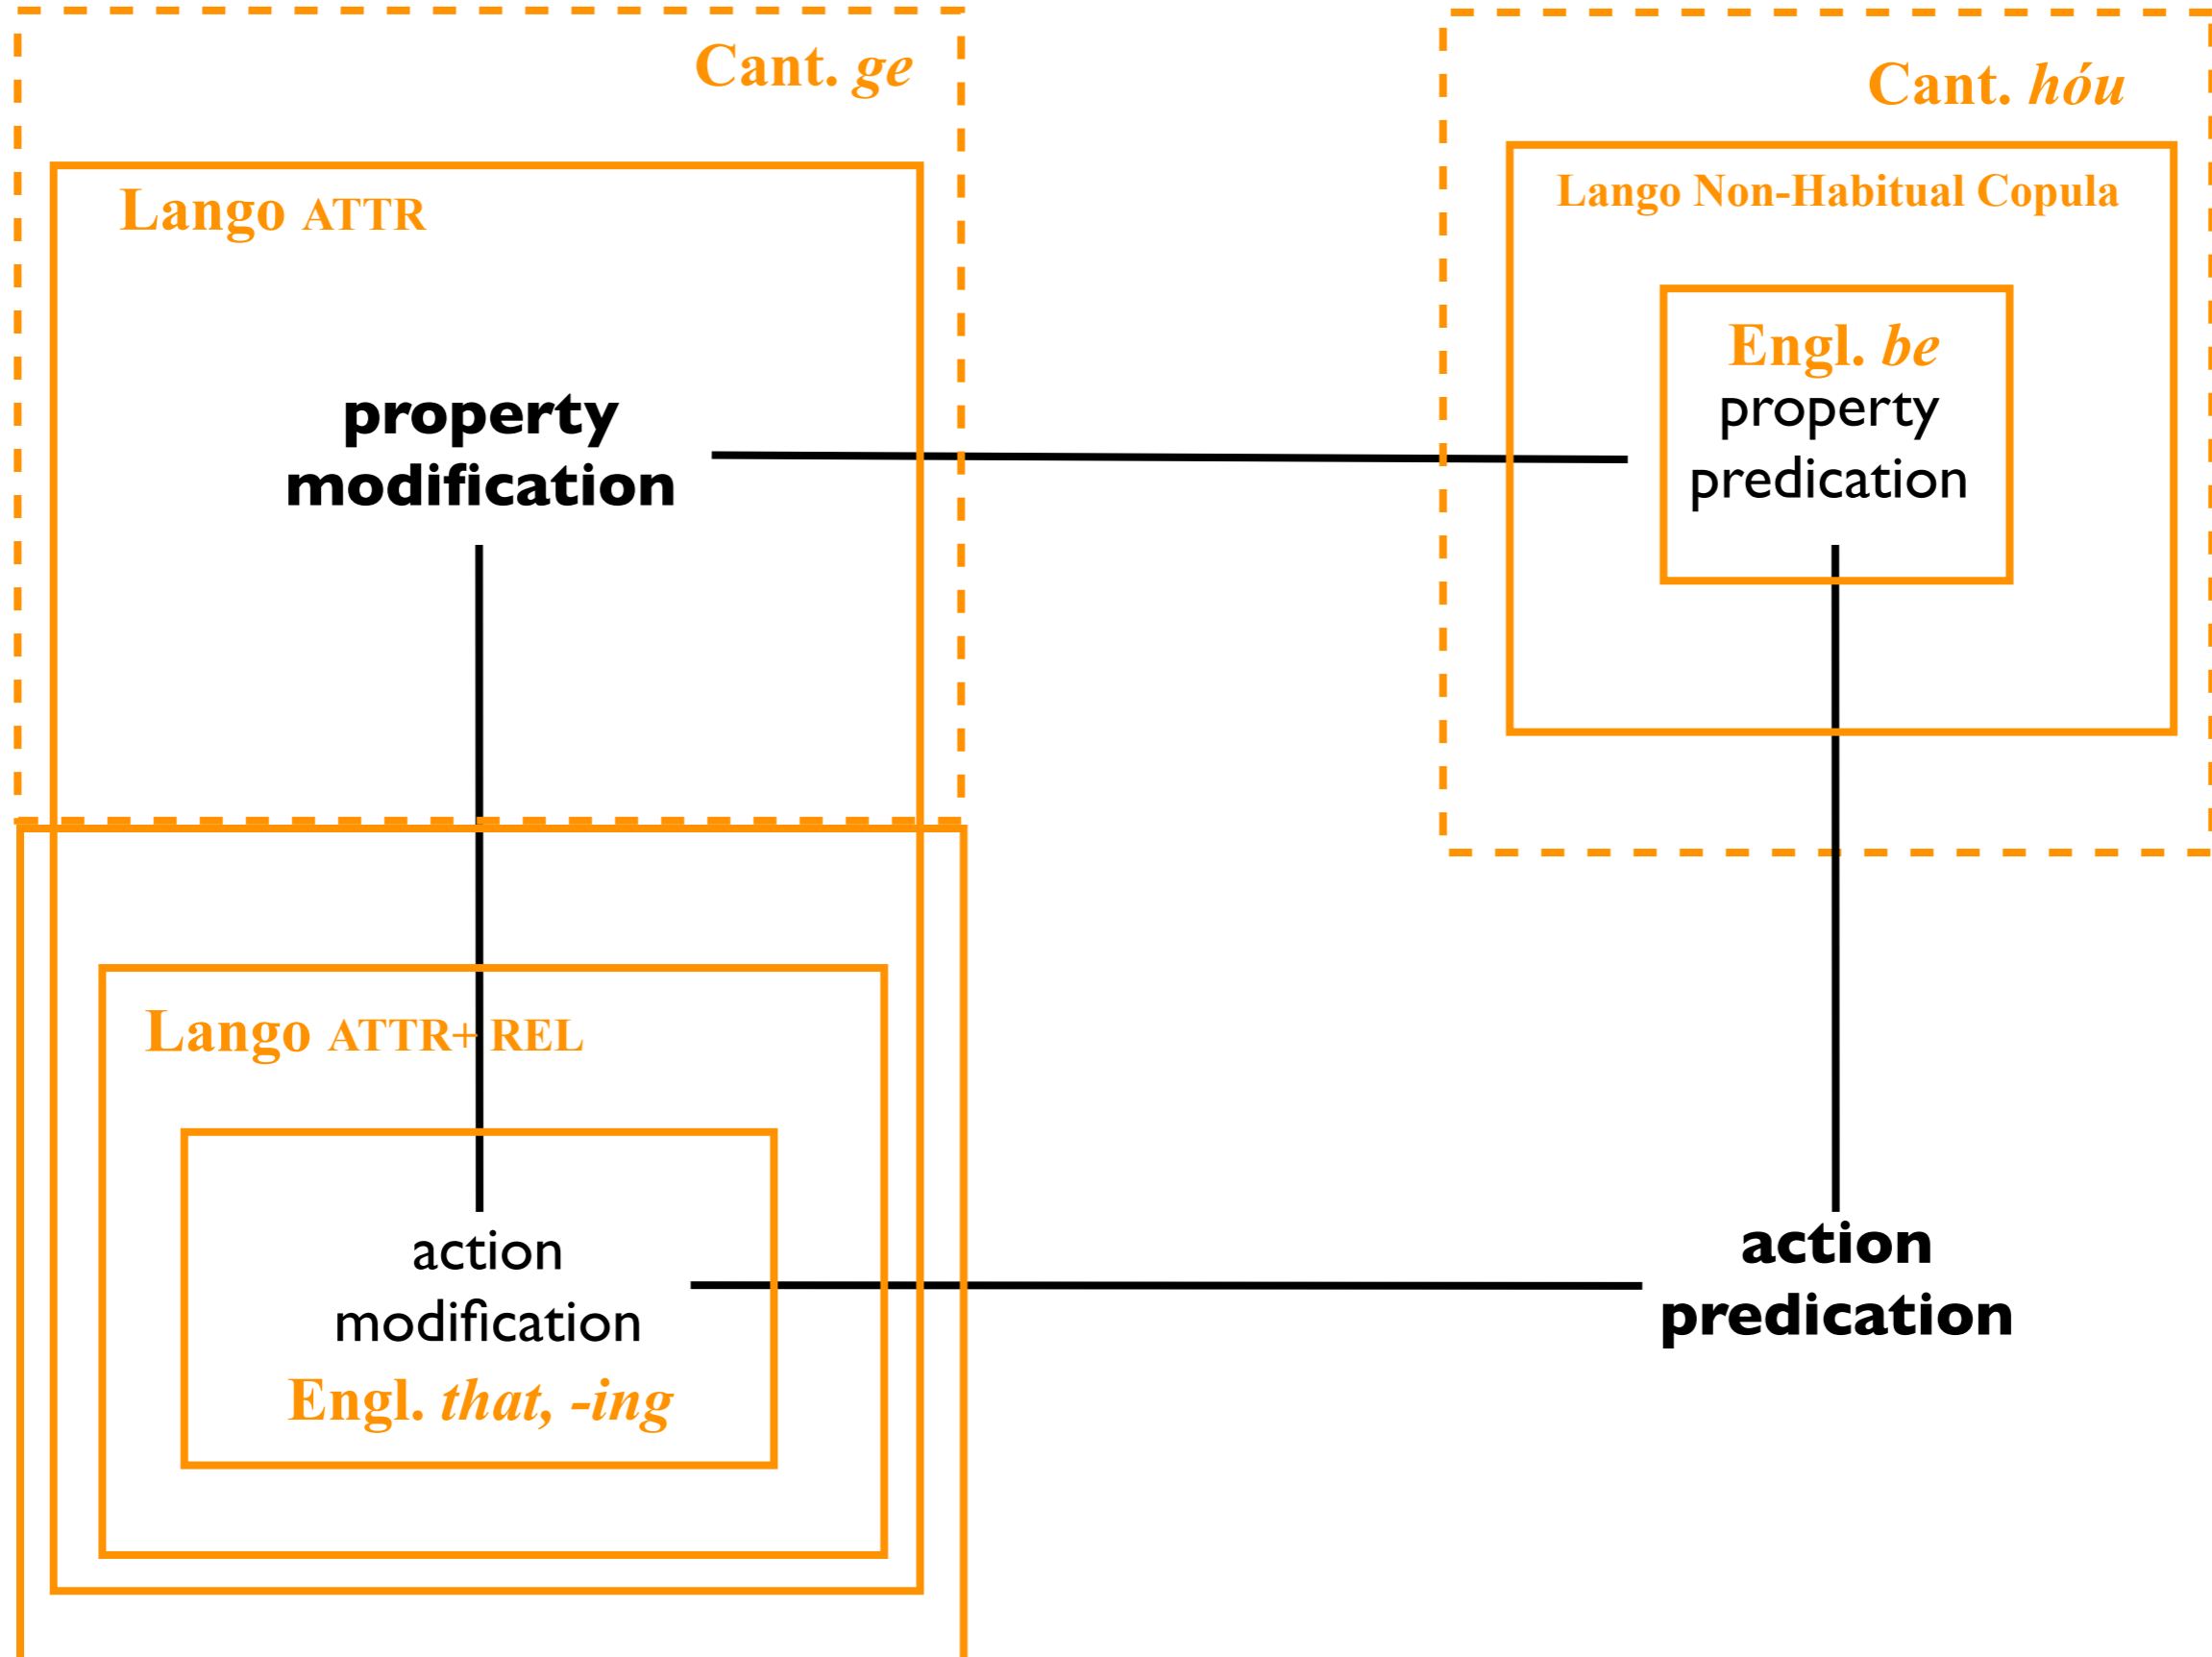 Cant. ge
Cant. hóu
Lango ATTR
Lango Non-Habitual Copula
Engl. be
property
modification
property
predication
Lango ATTR+ REL
action
modification
Engl. that, -ing
action
predication